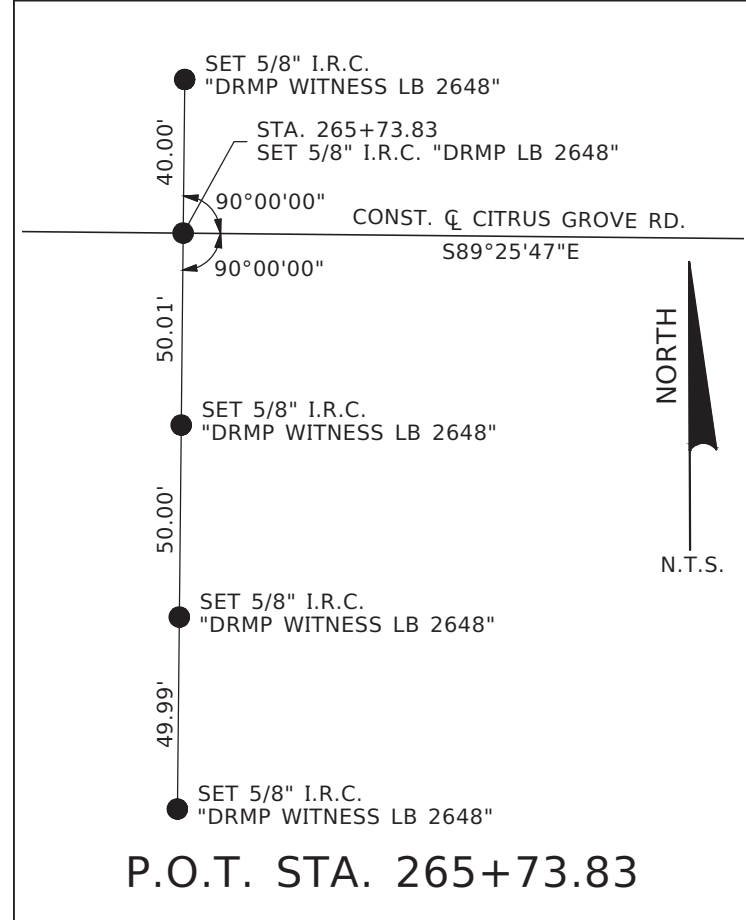 SET 5/8" I.R.C.
"DRMP WITNESS LB 2648"
40.00'
STA. 265+73.83
SET 5/8" I.R.C. "DRMP LB 2648"
90°00'00"
CONST. ℄ CITRUS GROVE RD.
S89°25'47"E
90°00'00"
50.01'
NORTH
SET 5/8" I.R.C.
"DRMP WITNESS LB 2648"
50.00'
N.T.S.
SET 5/8" I.R.C.
"DRMP WITNESS LB 2648"
49.99'
SET 5/8" I.R.C.
"DRMP WITNESS LB 2648"
P.O.T. STA. 265+73.83